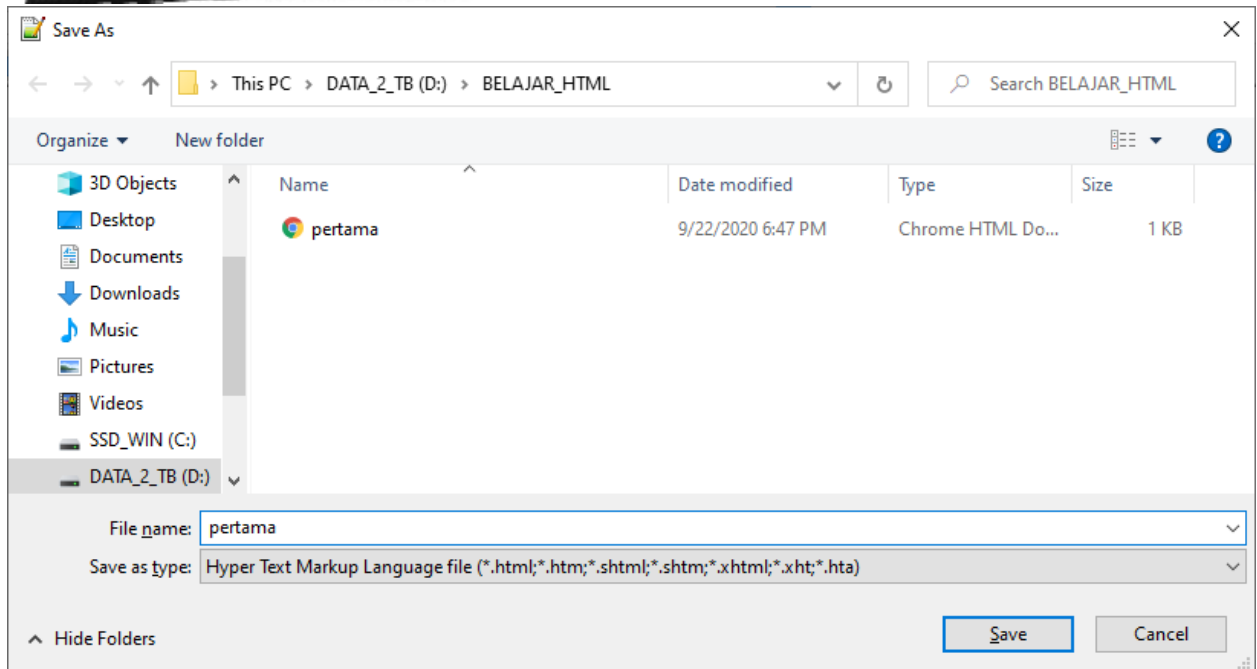 Save As
This PC > DATA_2_TB (D:) > BELAJAR_HTML
Search BELAJAR_HTML
Organize
New folder
3D Objects
Desktop
Documents
Downloads
Music
Pictures
Videos
SSD_WIN (C:)
DATA_2_TB (D:)
Name Date modified Type Size
pertama 9/22/2020 6:47 PM Chrome HTML Do... 1 KB
File name: pertama
Save as type: Hyper Text Markup Language file (*.html;*.htm;*.shtml;*.shtm;*.xhtml;*.xht;*.hta)
Hide Folders
Save
Cancel